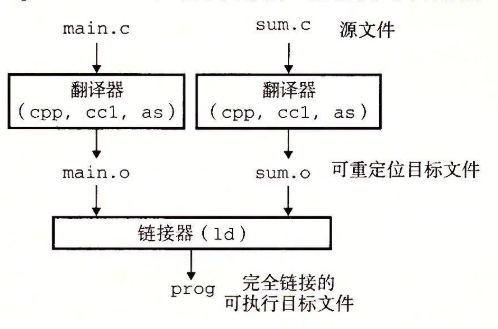 main.c sum.c 源文件
翻译器 翻译器
(cpp, cc1, as) (cpp, cc1, as)
main.o sum.o 可重定位目标文件
链接器(ld)
prog 完全链接的
可执行目标文件